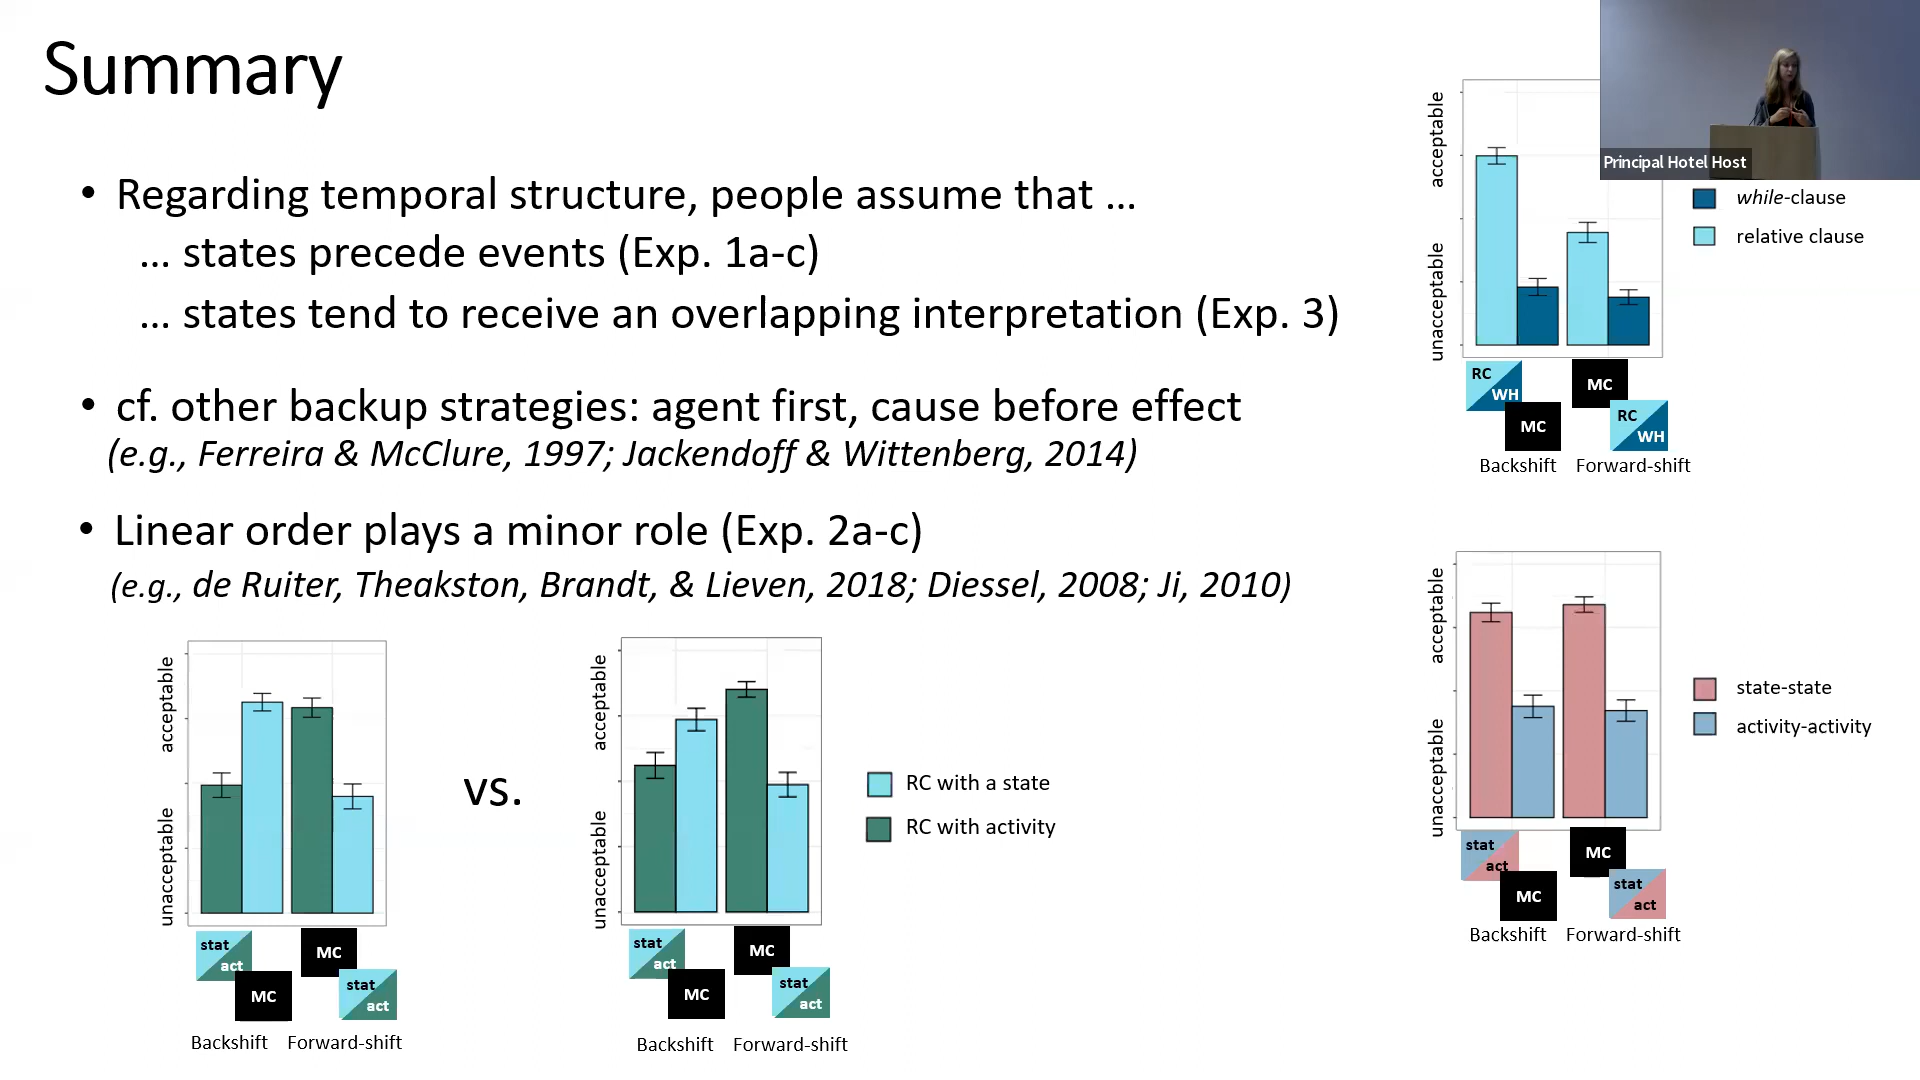 Summary
• Regarding temporal structure, people assume that ...
... states precede events (Exp. 1a-c)
... states tend to receive an overlapping interpretation (Exp. 3)
• cf. other backup strategies: agent first, cause before effect
(e.g., Ferreira & McClure, 1997; Jackendoff & Wittenberg, 2014)
• Linear order plays a minor role (Exp. 2a-c)
(e.g., de Ruiter, Theakston, Brandt, & Lieven, 2018; Diessel, 2008; Ji, 2010)
acceptable
unacceptable
stat
act
MC
MC
stat
act
Backshift
Forward-shift
vs.
acceptable
unacceptable
stat
act
MC
MC
stat
act
Backshift
Forward-shift
RC with a state
RC with activity
Principal Hotel Host
acceptable
unacceptable
while-clause
relative clause
RC
WH
MC
MC
RC
WH
Backshift
Forward-shift
acceptable
unacceptable
state-state
activity-activity
stat
act
MC
MC
stat
act
Backshift
Forward-shift